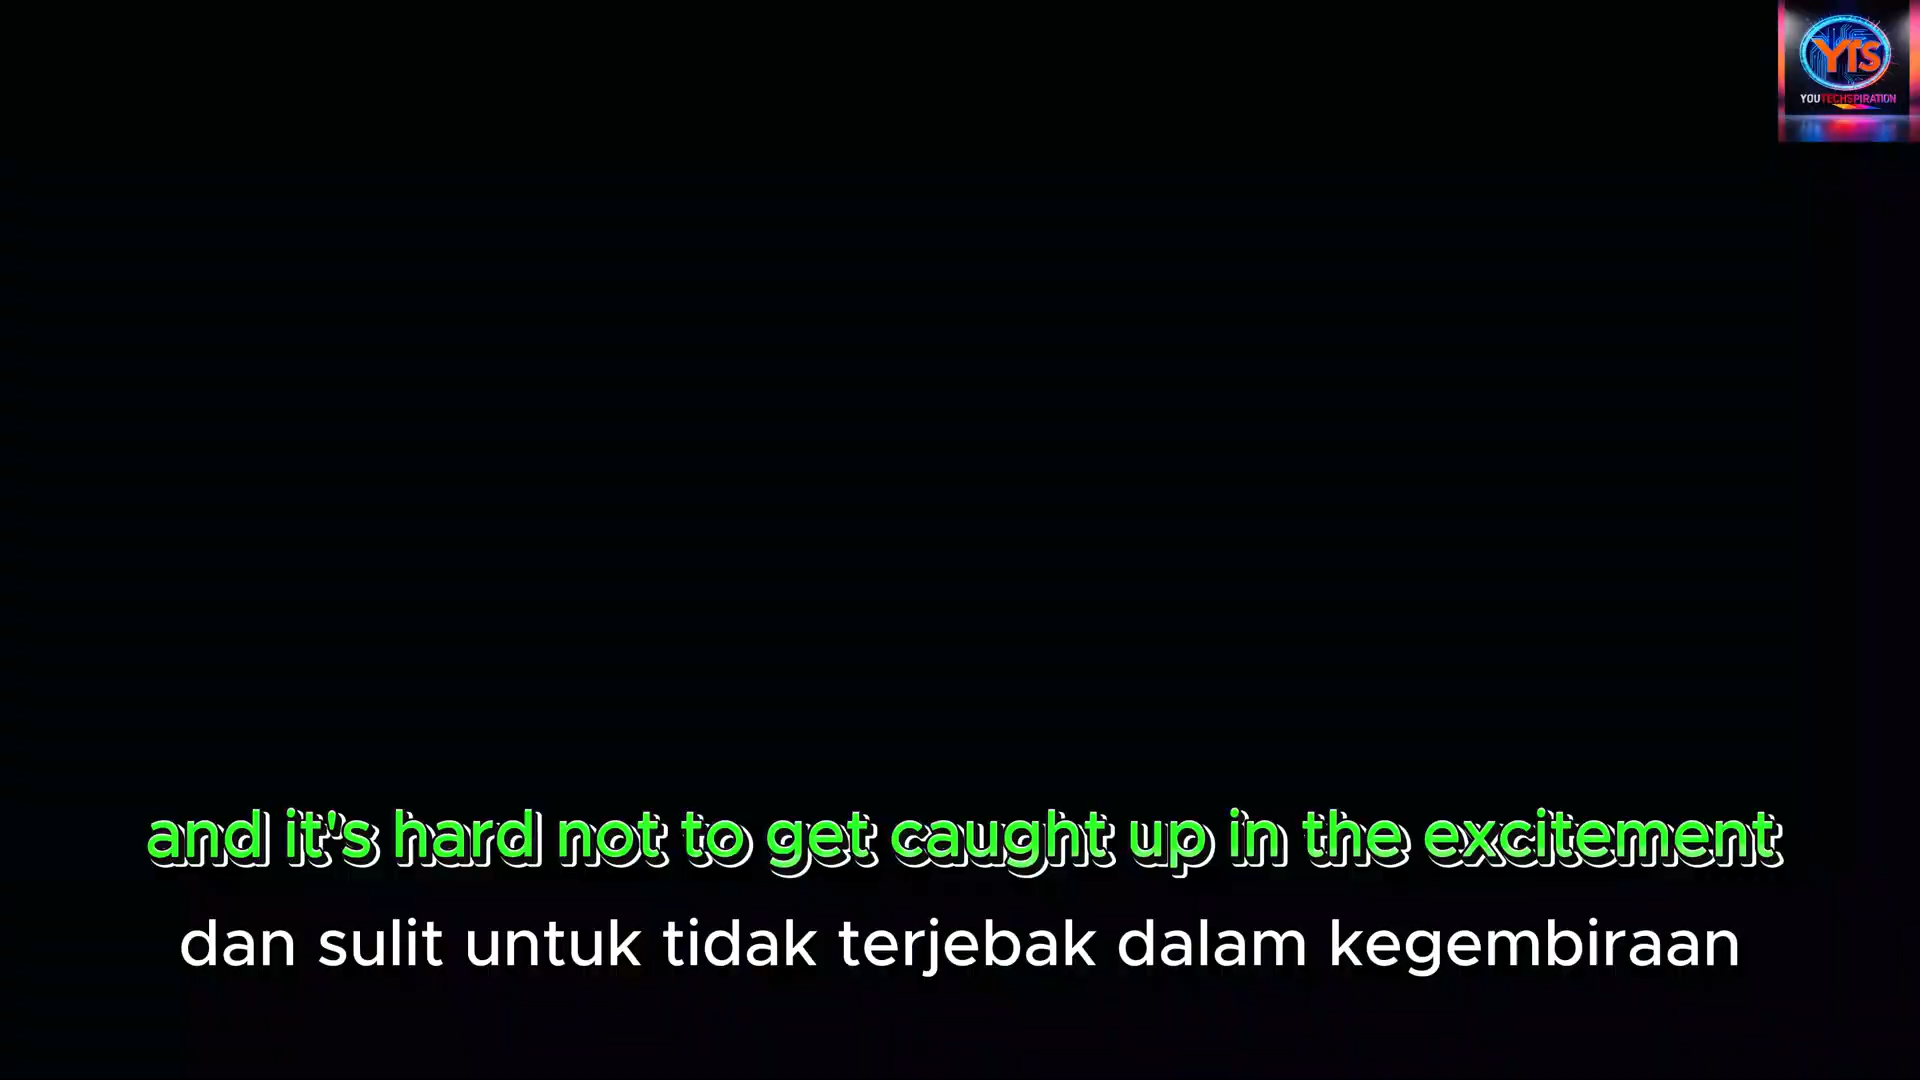 YTS
YOUTECHSPIRATION
and it's hard not to get caught up in the excitement
dan sulit untuk tidak terjebak dalam kegembiraan